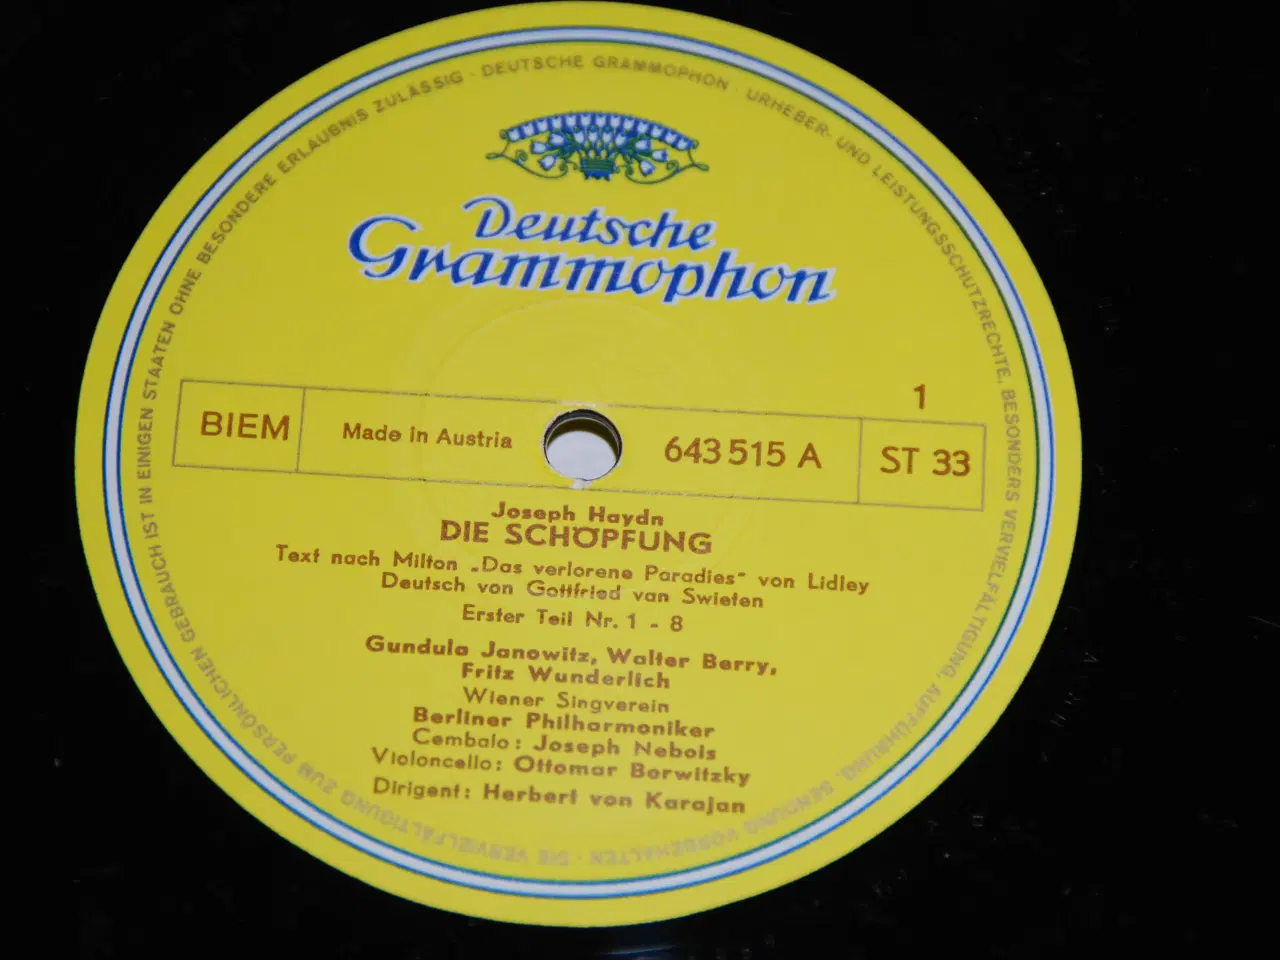 DEUTSCHE GRAMMOPHON · URHEBER- UND LEISTUNGSSCHUTZRECHTE, BESONDERS VERVIELFÄLTIGUNG, AUFFÜHRUNG, SENDUNG VORBEHALTEN · DIE VERVIELFÄLTIGUNG ZUM PERSÖNLICHEN GEBRAUCH IST IN EINIGEN STAATEN OHNE BESONDERE ERLAUBNIS ZULÄSSIG ·
Deutsche
Grammophon
1
BIEM Made in Austria 643 515 A ST 33
Joseph Haydn
DIE SCHÖPFUNG
Text nach Milton „Das verlorene Paradies" von Lidley
Deutsch von Gottfried van Swieten
Erster Teil Nr. 1 - 8
Gundula Janowitz, Walter Berry,
Fritz Wunderlich
Wiener Singverein
Berliner Philharmoniker
Cembalo: Joseph Nebois
Violoncello: Ottomar Borwitzky
Dirigent: Herbert von Karajan